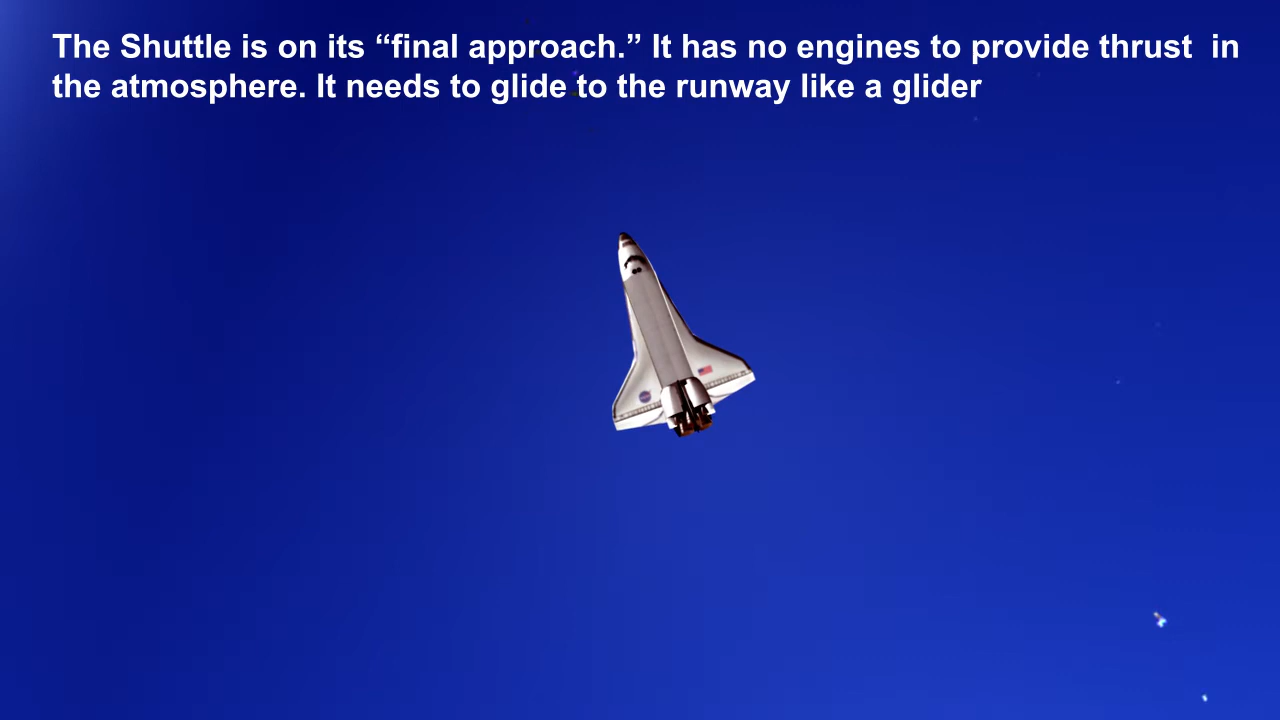 The Shuttle is on its “final approach.” It has no engines to provide thrust  in
the atmosphere. It needs to glide to the runway like a glider